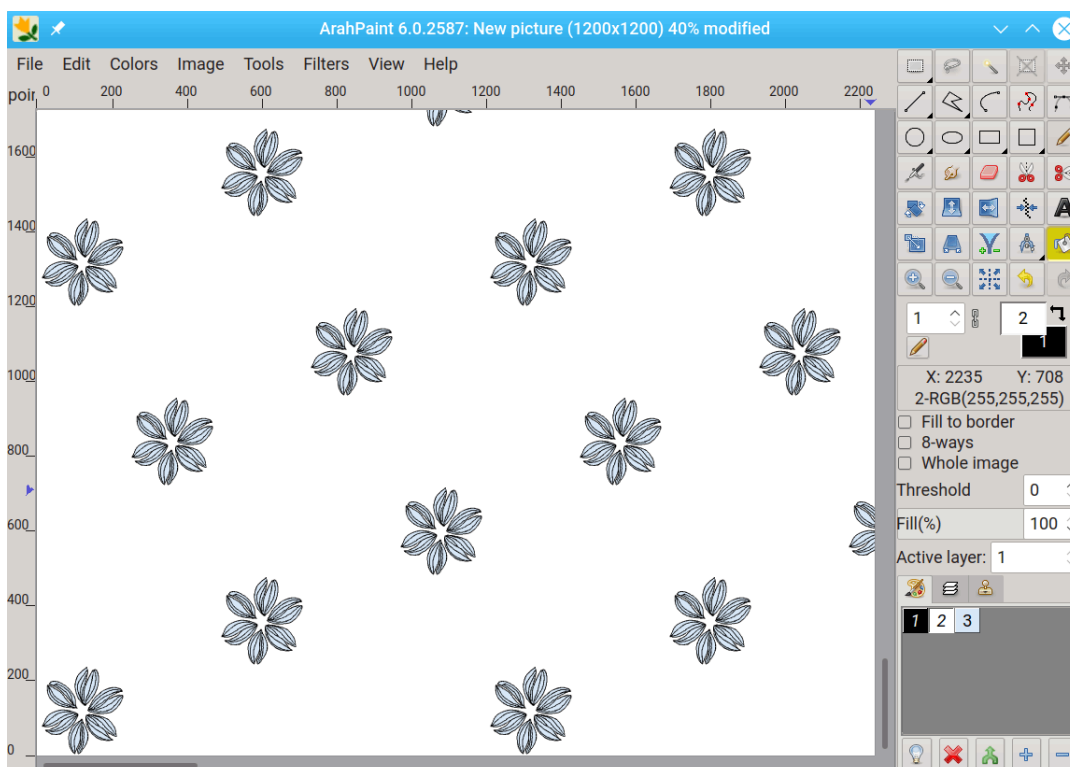 ArahPaint 6.0.2587: New picture (1200x1200) 40% modified
File Edit Colors Image Tools Filters View Help
poir 0 200 400 600 800 1000 1200 1400 1600 1800 2000 2200
1600
1400
1200
1000
800
600
400
200
0
A
1 2
1
X: 2235 Y: 708
2-RGB(255,255,255)
Fill to border
8-ways
Whole image
Threshold 0
Fill(%) 100
Active layer: 1
1 2 3